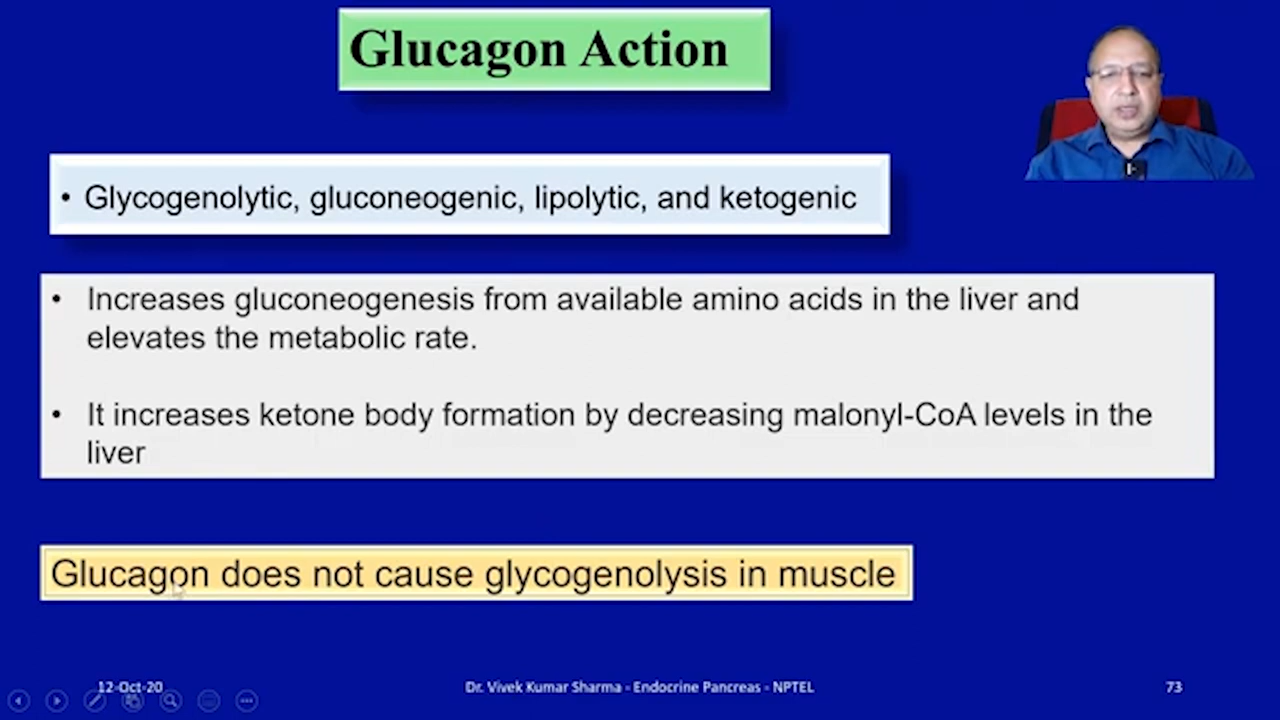 Glucagon Action
• Glycogenolytic, gluconeogenic, lipolytic, and ketogenic
• Increases gluconeogenesis from available amino acids in the liver and
elevates the metabolic rate.
• It increases ketone body formation by decreasing malonyl-CoA levels in the
liver
Glucagon does not cause glycogenolysis in muscle
12-Oct-20
Dr. Vivek Kumar Sharma - Endocrine Pancreas - NPTEL
73